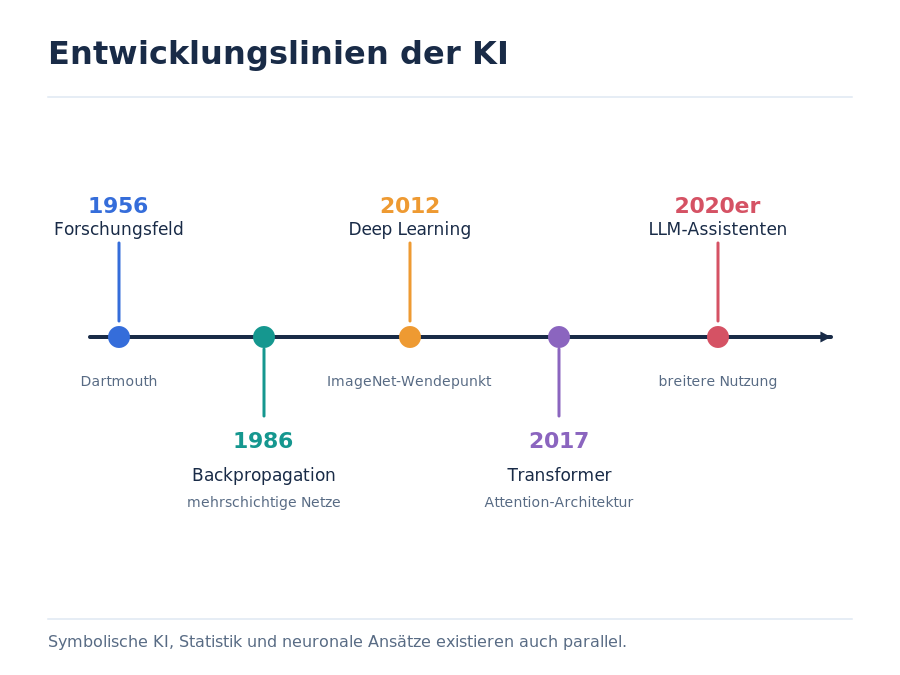 Entwicklungslinien der KI
1956
Forschungsfeld
Dartmouth
1986
Backpropagation
mehrschichtige Netze
2012
Deep Learning
ImageNet-Wendepunkt
2017
Transformer
Attention-Architektur
2020er
LLM-Assistenten
breitere Nutzung
Symbolische KI, Statistik und neuronale Ansätze existieren auch parallel.